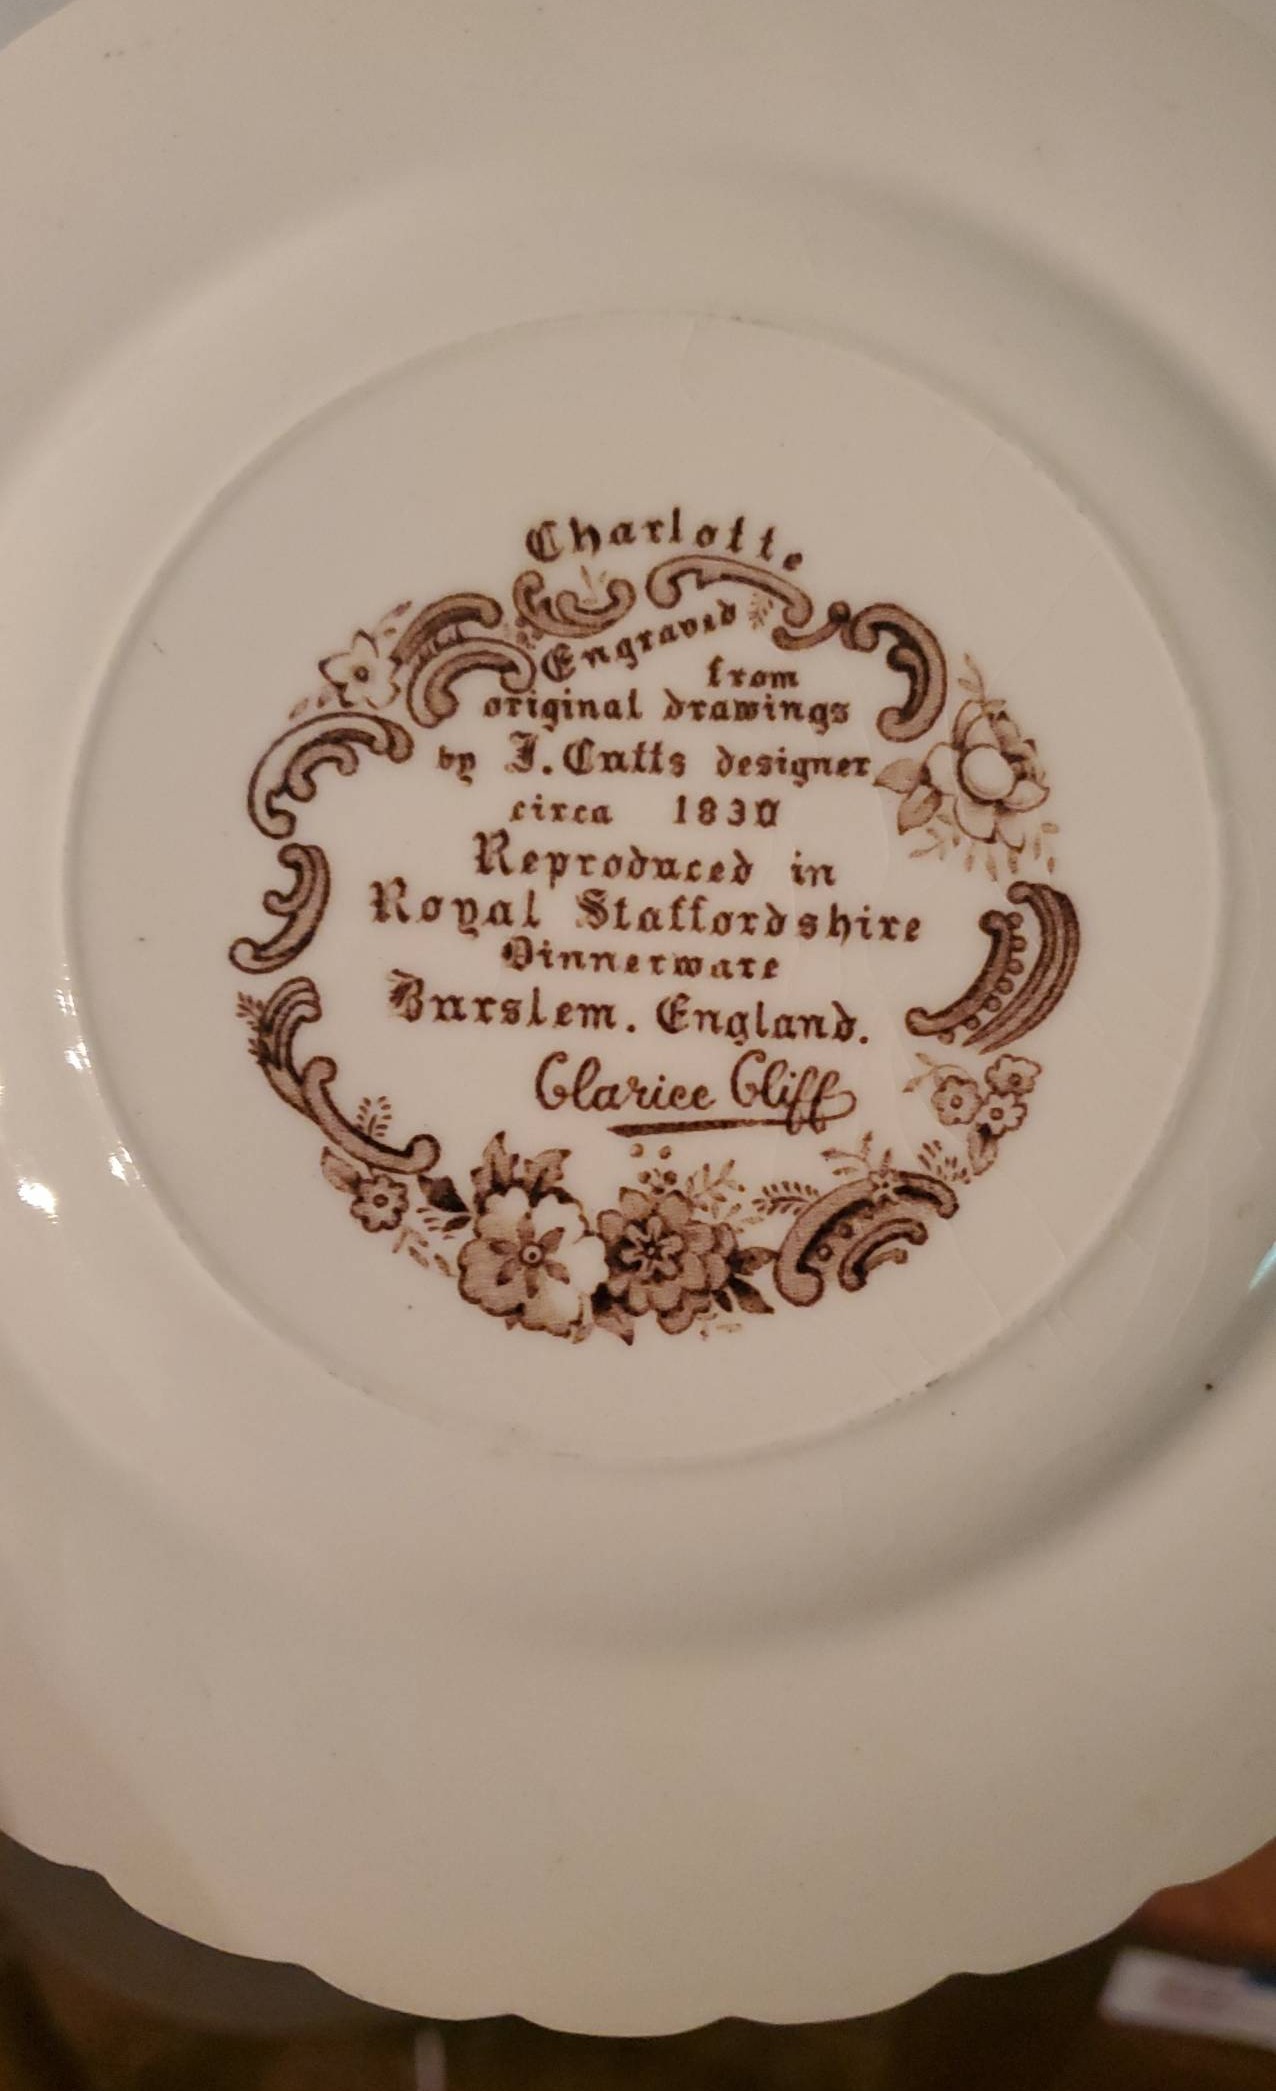 Charlotte
Engraved
from
original drawings
by J. Cutts designer
circa 1830
Reproduced in
Royal Staffordshire
Dinnerware
Burslem. England.
Clarice Cliff